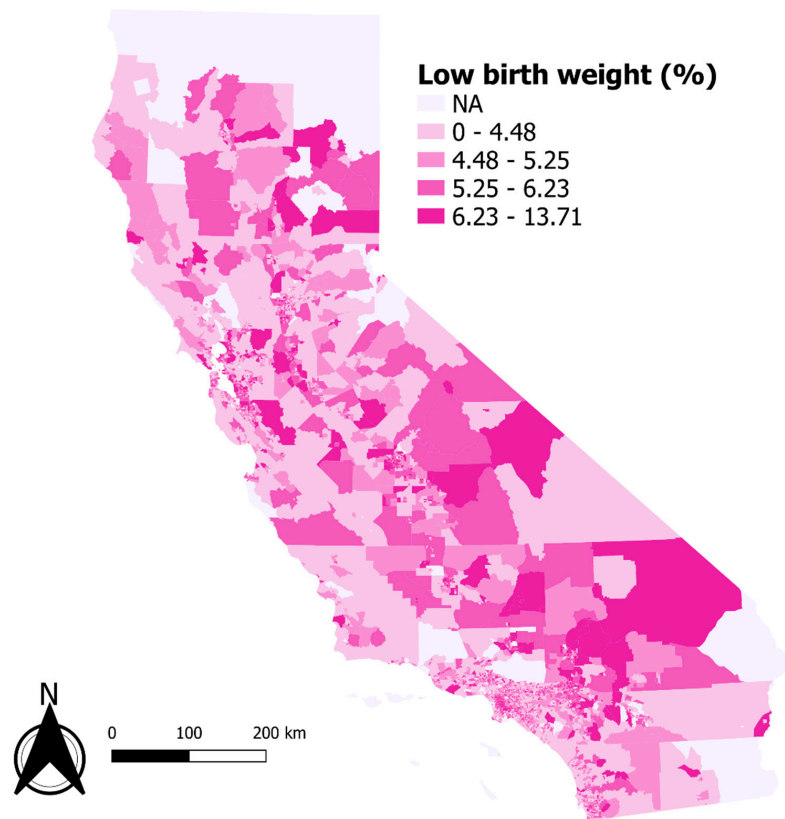 Low birth weight (%)
NA
0 - 4.48
4.48 - 5.25
5.25 - 6.23
6.23 - 13.71
N
0 100 200 km